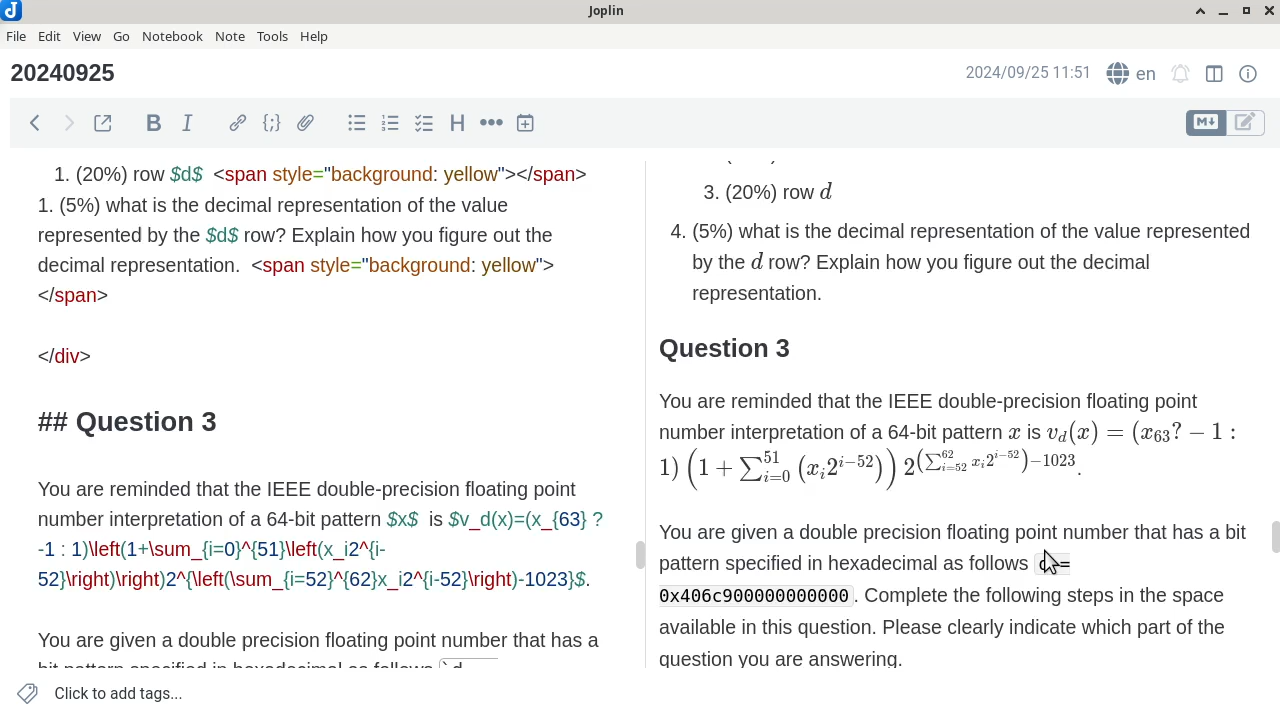 Joplin
File Edit View Go Notebook Note Tools Help
20240925
2024/09/25 11:51 en
1. (20%) row $d$ <span style="background: yellow"></span>
1. (5%) what is the decimal representation of the value
represented by the $d$ row? Explain how you figure out the
decimal representation. <span style="background: yellow">
</span>
</div>
## Question 3
You are reminded that the IEEE double-precision floating point
number interpretation of a 64-bit pattern $x$ is $v_d(x)=(x_{63} ?
-1 : 1)\left(1+\sum_{i=0}^{51}\left(x_i2^{i-
52}\right)\right)2^{\left(\sum_{i=52}^{62}x_i2^{i-52}\right)-1023}$.
You are given a double precision floating point number that has a
bit pattern specified in hexadecimal as follows `d
3. (20%) row d
4. (5%) what is the decimal representation of the value represented
by the d row? Explain how you figure out the decimal
representation.
Question 3
You are reminded that the IEEE double-precision floating point
number interpretation of a 64-bit pattern x is v_d(x) = (x_63? − 1 :
1) (1 + ∑_{i=0}^{51} (x_i 2^{i−52})) 2^{(∑_{i=52}^{62} x_i 2^{i−52})−1023}.
You are given a double precision floating point number that has a bit
pattern specified in hexadecimal as follows d =
0x406c900000000000. Complete the following steps in the space
available in this question. Please clearly indicate which part of the
question you are answering.
Click to add tags...